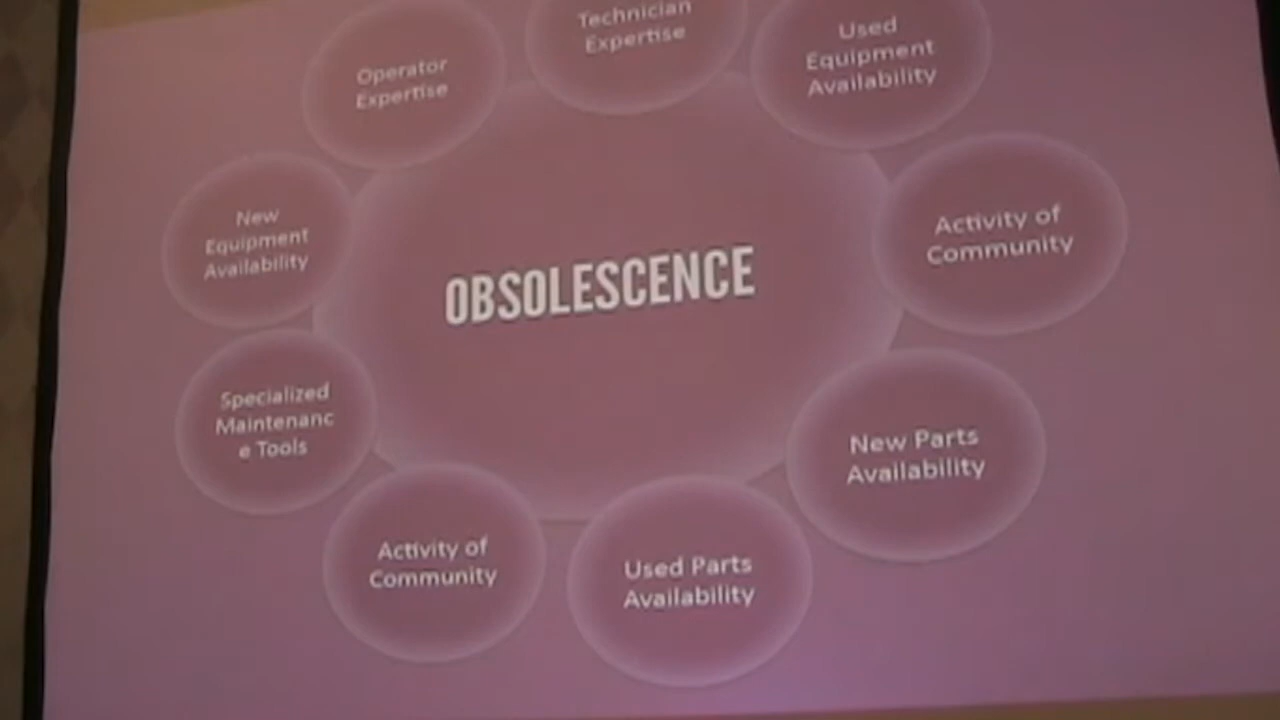 Technician
Expertise
Used
Equipment
Availability
Activity of
Community
New Parts
Availability
Used Parts
Availability
Activity of
Community
Specialized
Maintenanc
e Tools
New
Equipment
Availability
Operator
Expertise
OBSOLESCENCE